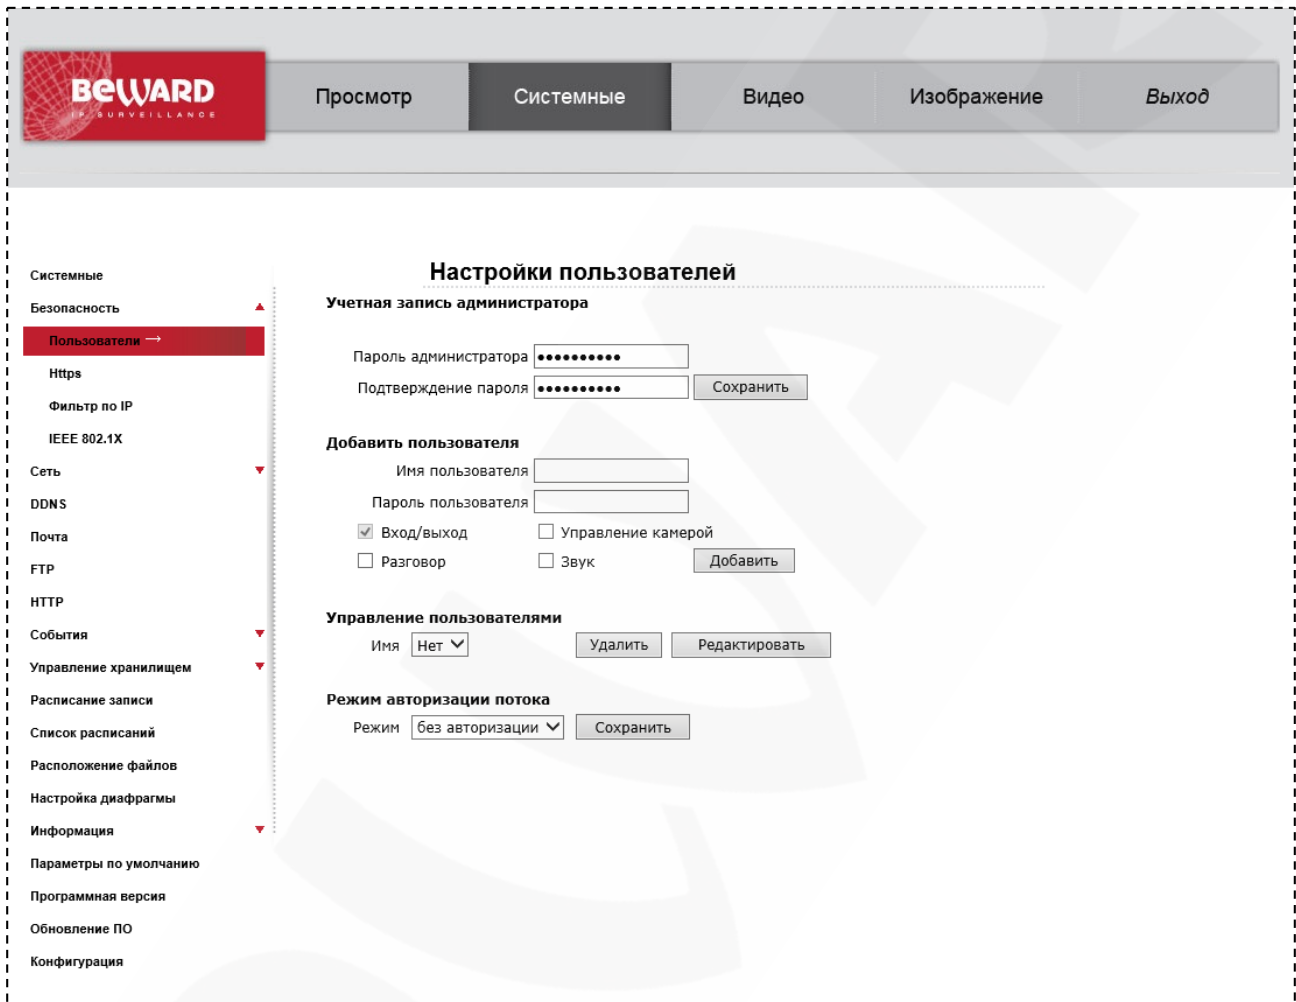 BEWARD
IP SURVEILLANCE
Просмотр
Системные
Видео
Изображение
Выход
Системные
Безопасность
Пользователи →
Https
Фильтр по IP
IEEE 802.1X
Сеть
DDNS
Почта
FTP
HTTP
События
Управление хранилищем
Расписание записи
Список расписаний
Расположение файлов
Настройка диафрагмы
Информация
Параметры по умолчанию
Программная версия
Обновление ПО
Конфигурация
Настройки пользователей
Учетная запись администратора
Пароль администратора ••••••••••
Подтверждение пароля •••••••••• Сохранить
Добавить пользователя
Имя пользователя
Пароль пользователя
Вход/выход Управление камерой
Разговор Звук Добавить
Управление пользователями
Имя Нет Удалить Редактировать
Режим авторизации потока
Режим без авторизации Сохранить